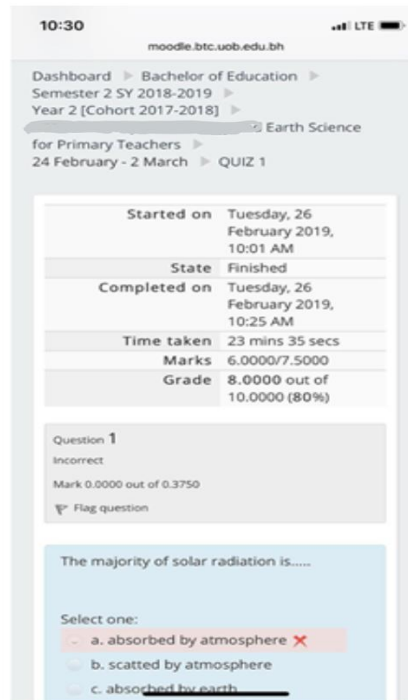 10:30
LTE
moodle.btc.uob.edu.bh
Dashboard ▶ Bachelor of Education ▶
Semester 2 SY 2018-2019 ▶
Year 2 [Cohort 2017-2018] ▶
Earth Science
for Primary Teachers ▶
24 February - 2 March ▶ QUIZ 1
Started on Tuesday, 26
February 2019,
10:01 AM
State Finished
Completed on Tuesday, 26
February 2019,
10:25 AM
Time taken 23 mins 35 secs
Marks 6.0000/7.5000
Grade 8.0000 out of
10.0000 (80%)
Question 1
Incorrect
Mark 0.0000 out of 0.3750
Flag question
The majority of solar radiation is.....
Select one:
a. absorbed by atmosphere
b. scatted by atmosphere
c. absorbed by earth